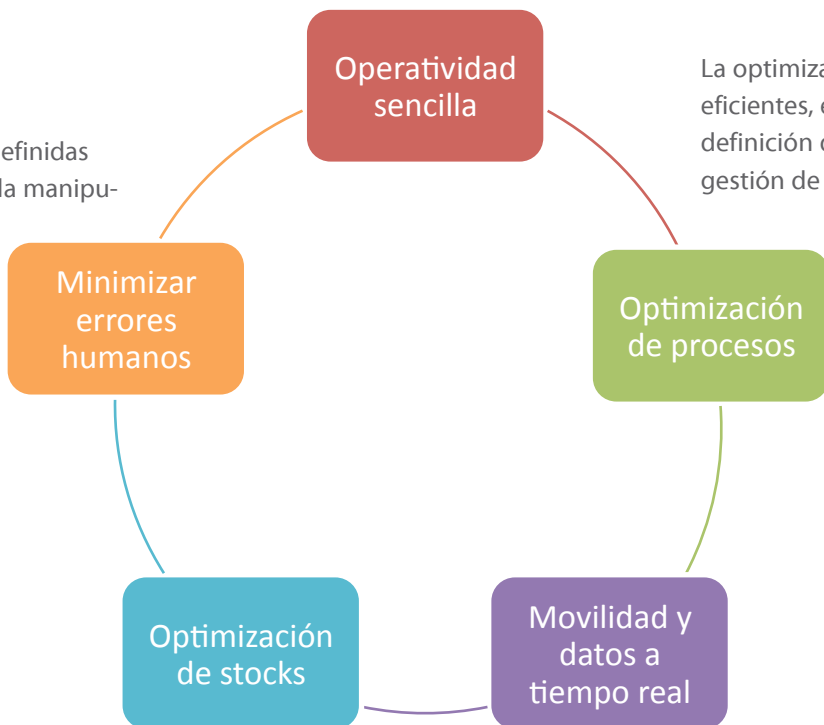 Operatividad
sencilla
La optimiza
eficientes, e
definición d
gestión de
efinidas
la manipu-
Minimizar
errores
humanos
Optimización
de procesos
Optimización
de stocks
Movilidad y
datos a
tiempo real